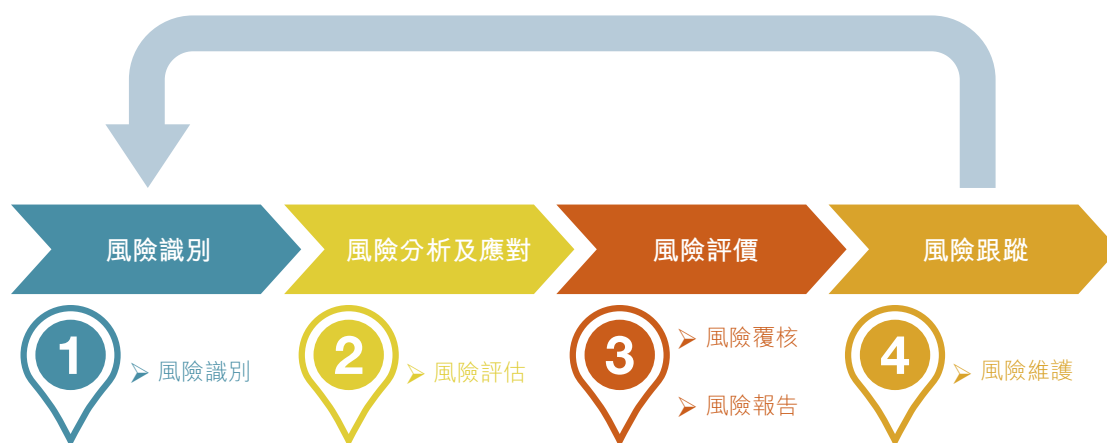 風險識別
風險分析及應對
風險評價
風險跟蹤
1
➢ 風險識別
2
➢ 風險評估
3
➢ 風險覆核
➢ 風險報告
4
➢ 風險維護